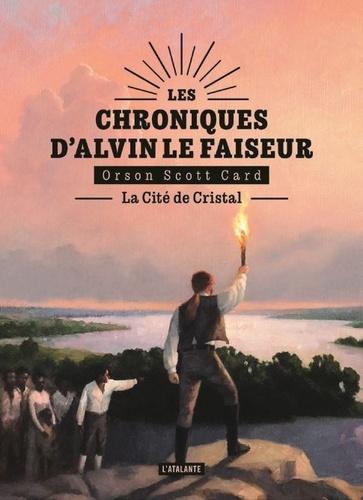 LES
CHRONIQUES
D'ALVIN LE FAISEUR
Orson Scott Card
La Cité de Cristal
L'ATALANTE